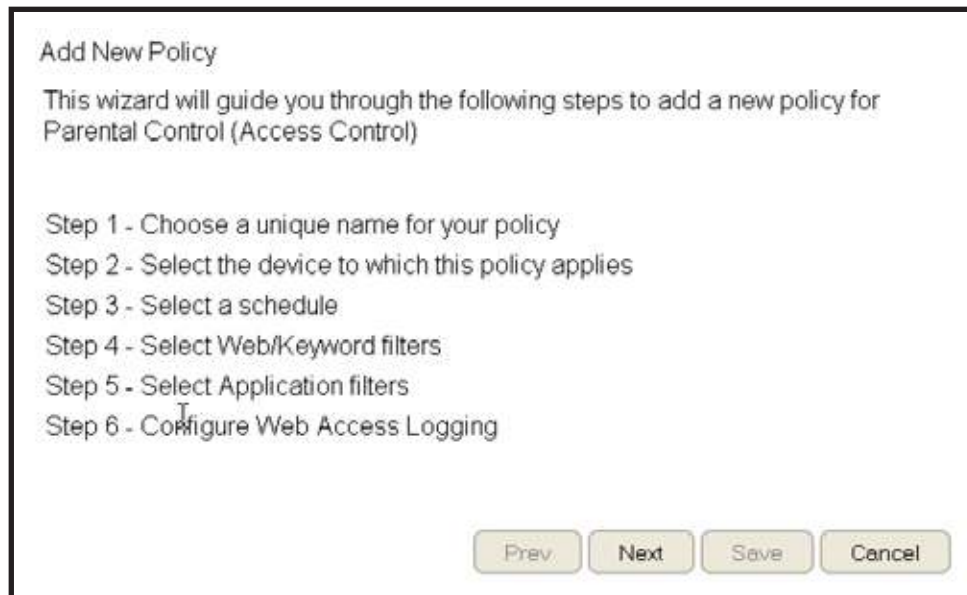 Add New Policy
This wizard will guide you through the following steps to add a new policy for
Parental Control (Access Control)
Step 1 - Choose a unique name for your policy
Step 2 - Select the device to which this policy applies
Step 3 - Select a schedule
Step 4 - Select Web/Keyword filters
Step 5 - Select Application filters
Step 6 - Configure Web Access Logging
Prev Next Save Cancel